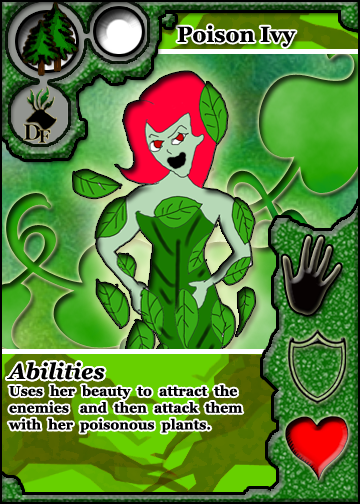 Poison Ivy
DF
Abilities
Uses her beauty to attract the
enemies and then attack them
with her poisonous plants.